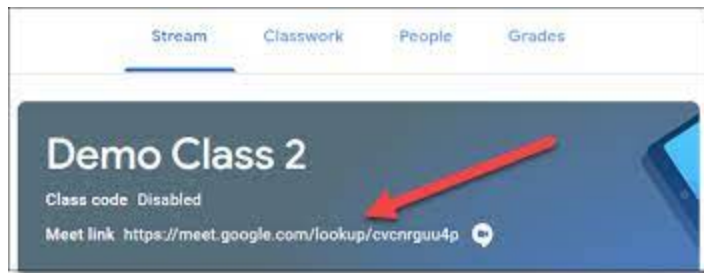 Stream Classwork People Grades
Demo Class 2
Class code Disabled
Meet link https://meet.google.com/lookup/cvcnrguu4p